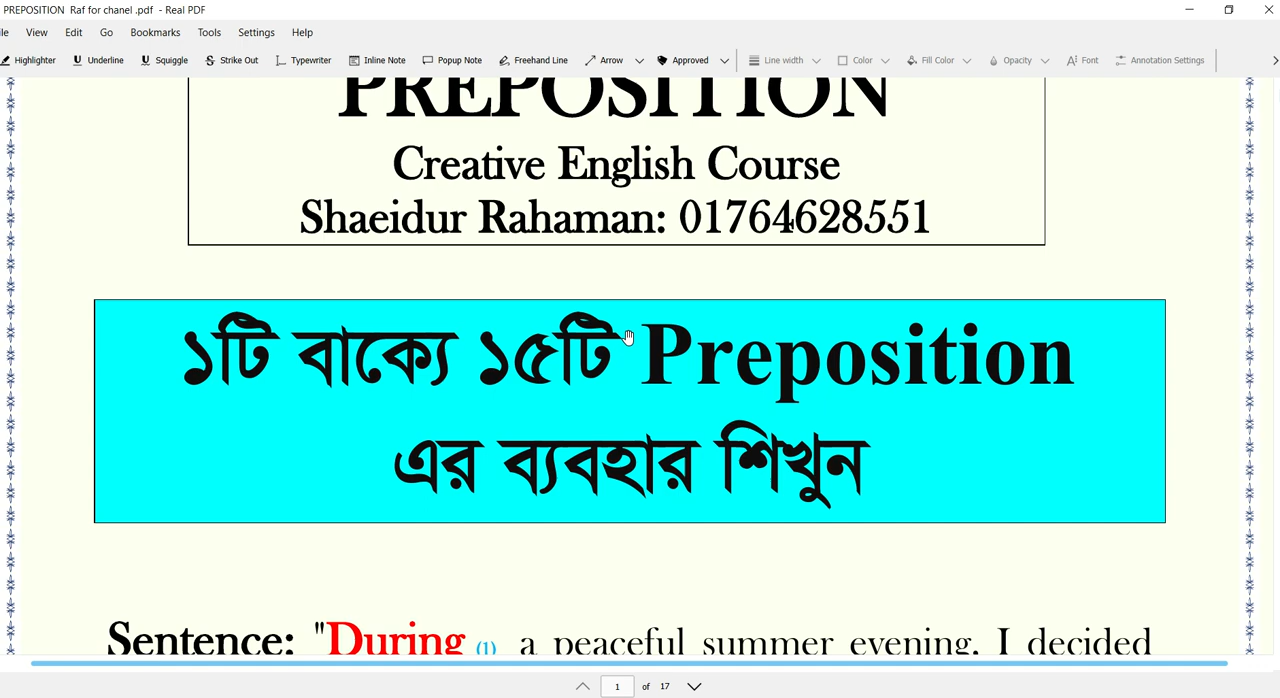 PREPOSITION Raf for chanel .pdf - Real PDF
le View Edit Go Bookmarks Tools Settings Help
Highlighter Underline Squiggle Strike Out Typewriter Inline Note Popup Note Freehand Line Arrow Approved Line width Color Fill Color Opacity Font Annotation Settings
PREPOSITION
Creative English Course
Shaeidur Rahaman: 01764628551
১টি বাক্যে ১৫টি Preposition
এর ব্যবহার শিখুন
Sentence: "During (1) a peaceful summer evening, I decided
1 of 17